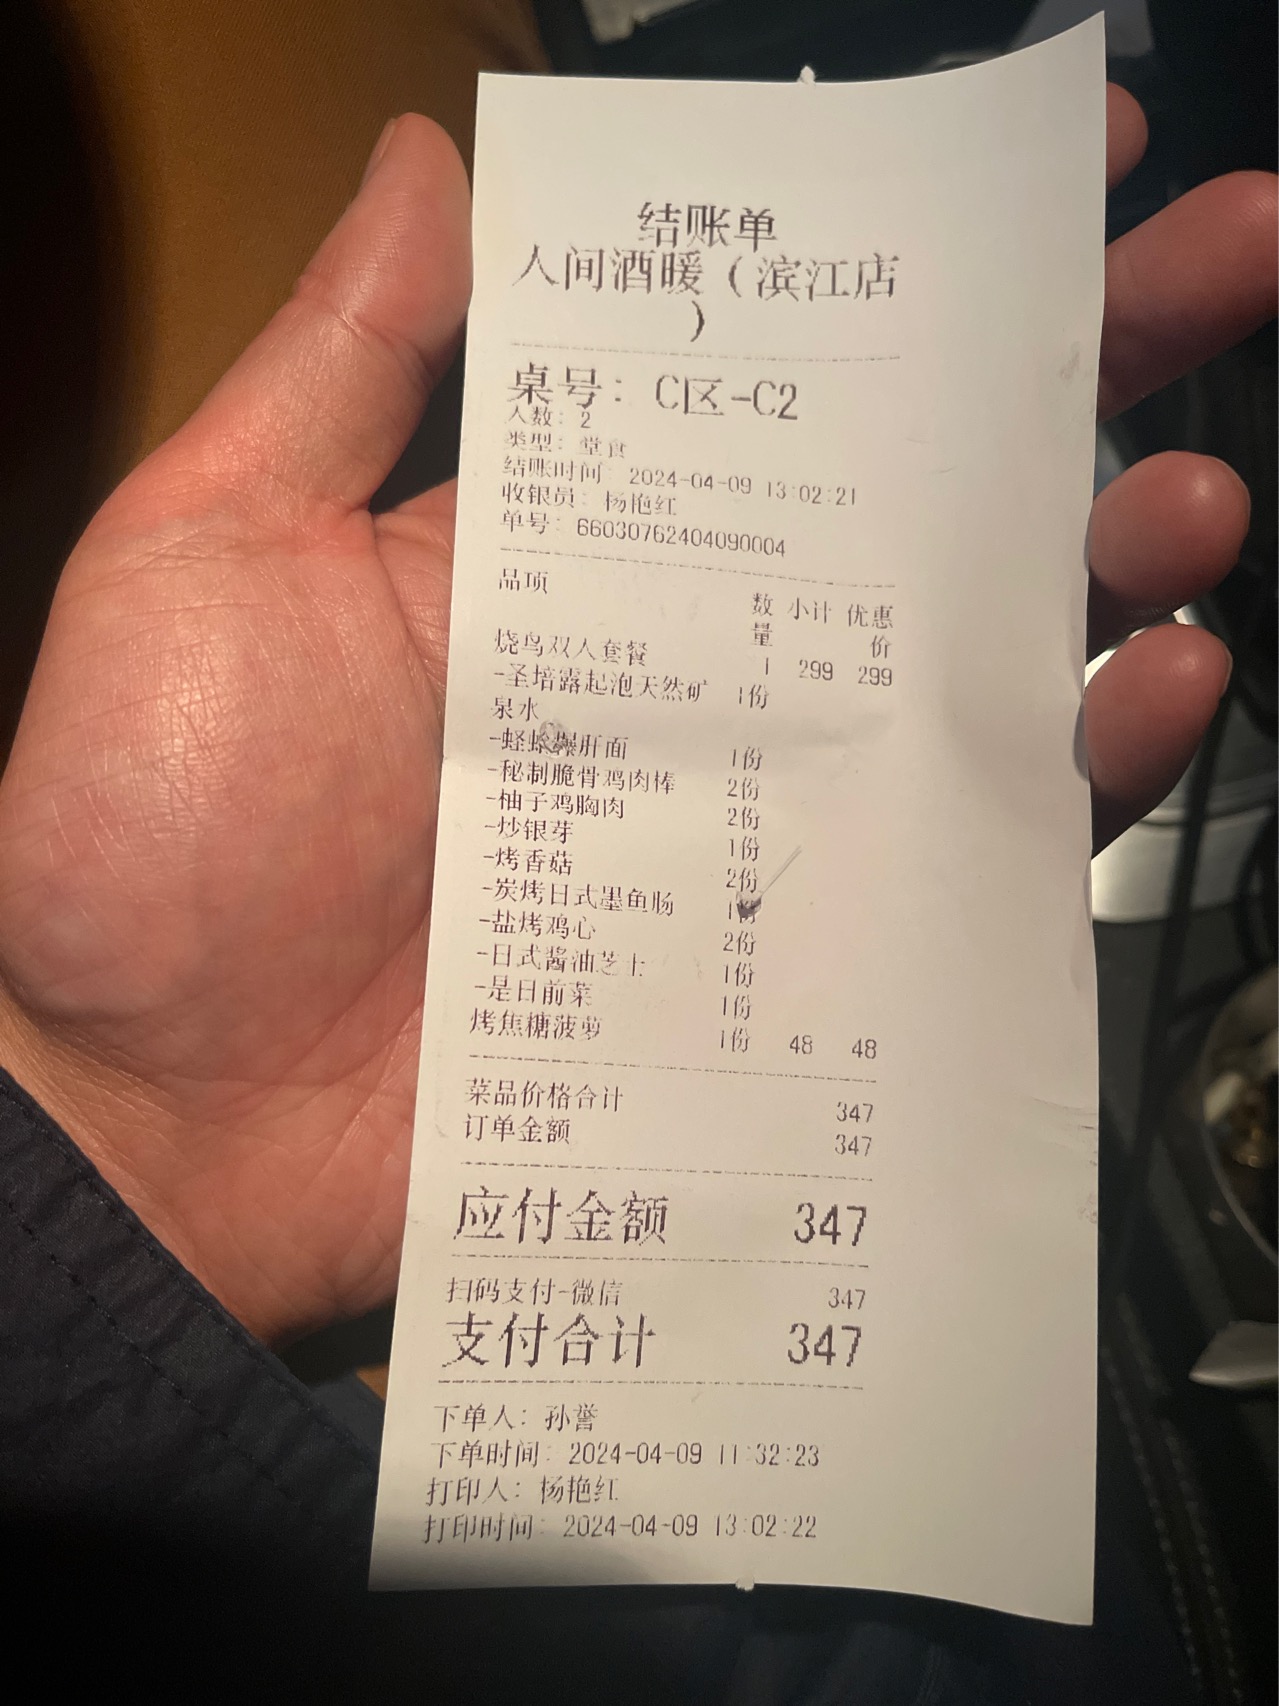 结账单
人间酒暖（滨江店
）
桌号：C区-C2
人数：2
类型：堂食
结账时间：2024-04-09 13:02:21
收银员：杨艳红
单号：66030762404090004
品项 数 小计 优惠
量 价
烧鸟双人套餐 1 299 299
-圣培露起泡天然矿 1份
泉水
-蛏爆肝面 1份
-秘制脆骨鸡肉棒 2份
-柚子鸡胸肉 2份
-炒银芽 1份
-烤香菇 2份
-炭烤日式墨鱼肠 1份
-盐烤鸡心 2份
-日式酱油芝士 1份
-是日前菜 1份
烤焦糖菠萝 1份 48 48
菜品价格合计 347
订单金额 347
应付金额 347
扫码支付-微信 347
支付合计 347
下单人：孙誉
下单时间：2024-04-09 11:32:23
打印人：杨艳红
打印时间：2024-04-09 13:02:22